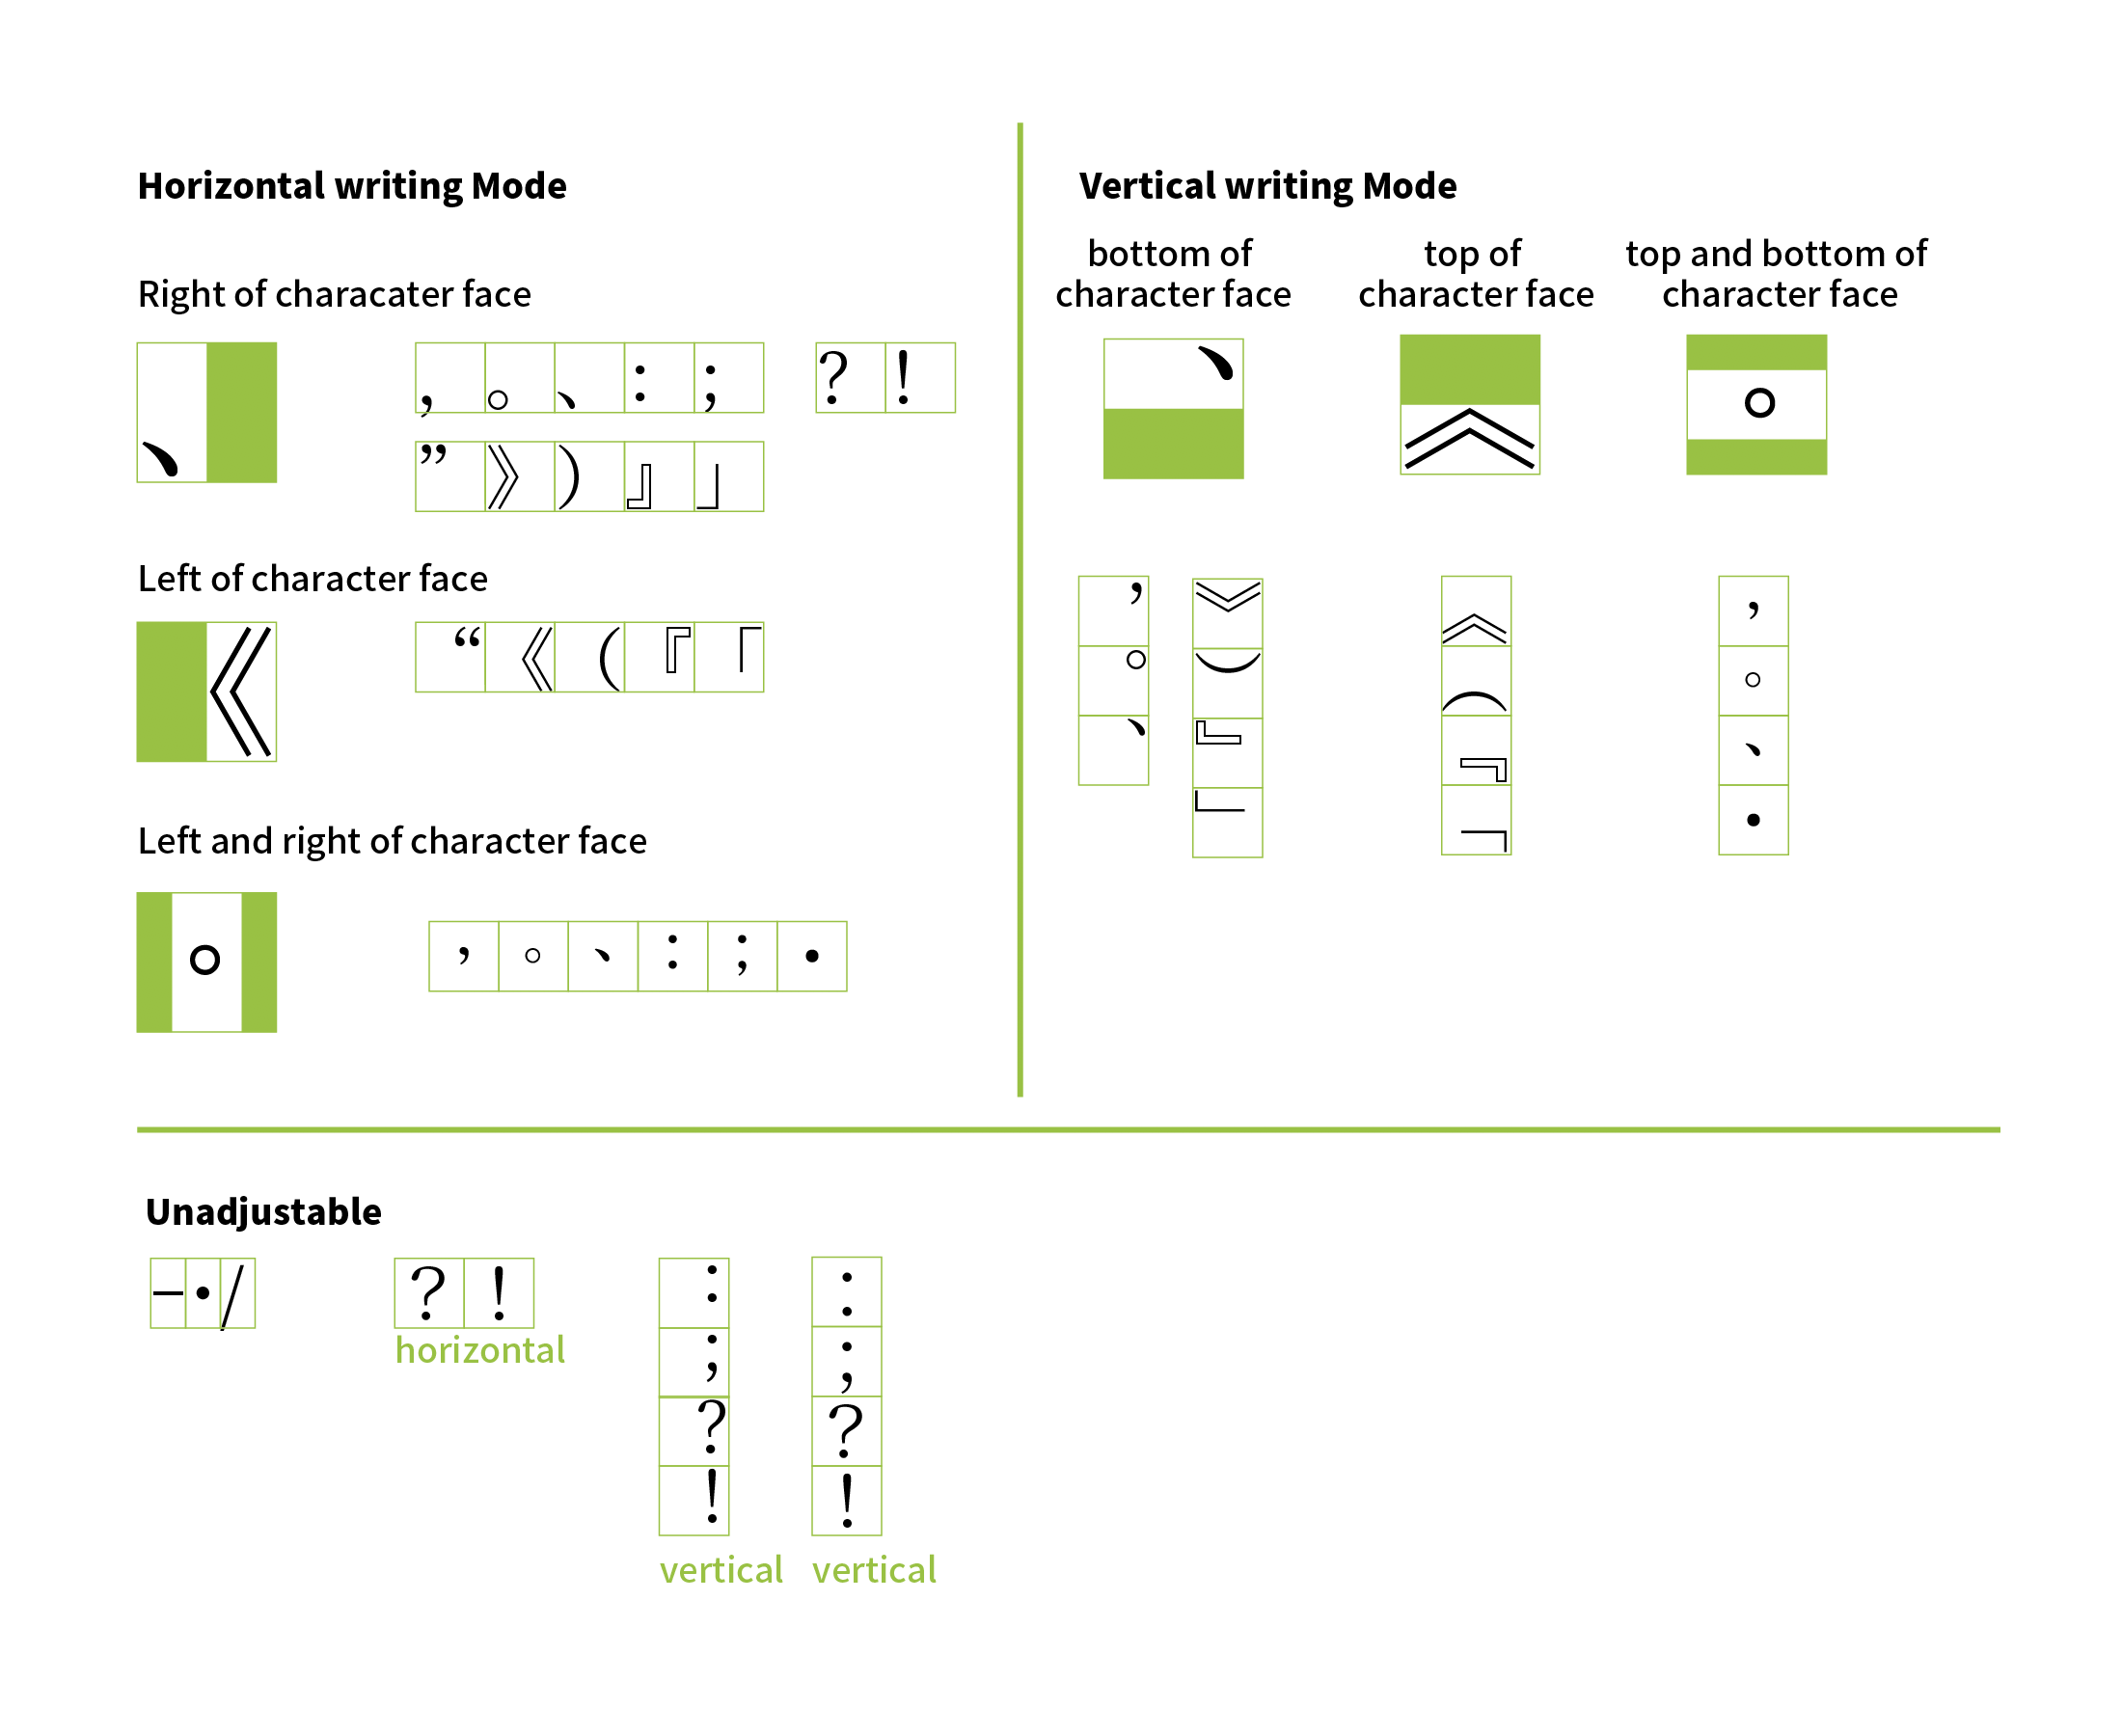 Horizontal writing Mode
Right of characater face
、
，。、：； ？！
”》）』」
Left of character face
《
“《（『「
Left and right of character face
。
，。、：；·
Vertical writing Mode
bottom of
character face
top of
character face
top and bottom of
character face
、
︽
。
，
。
、
︾
︶
﹄
﹂
︽
︵
﹃
﹁
，
。
、
·
Unadjustable
–·/
？！
horizontal
：
；
？
！
vertical
：
；
？
！
vertical